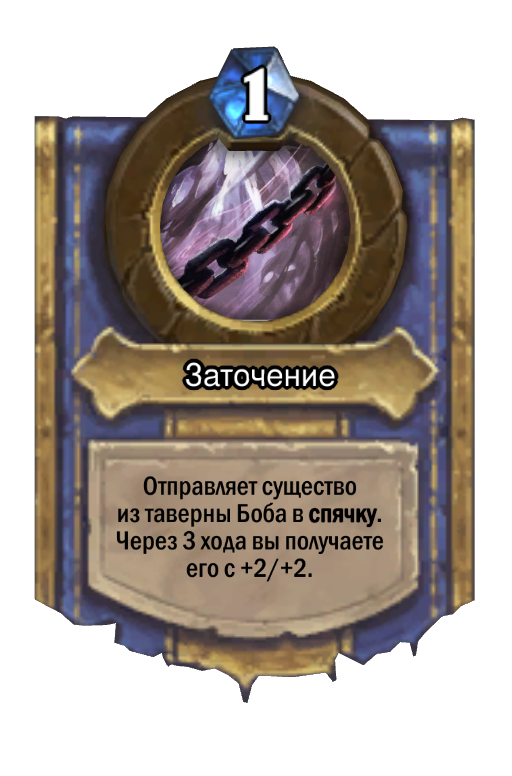 1
Заточение
Отправляет существо
из таверны Боба в спячку.
Через 3 хода вы получаете
его с +2/+2.